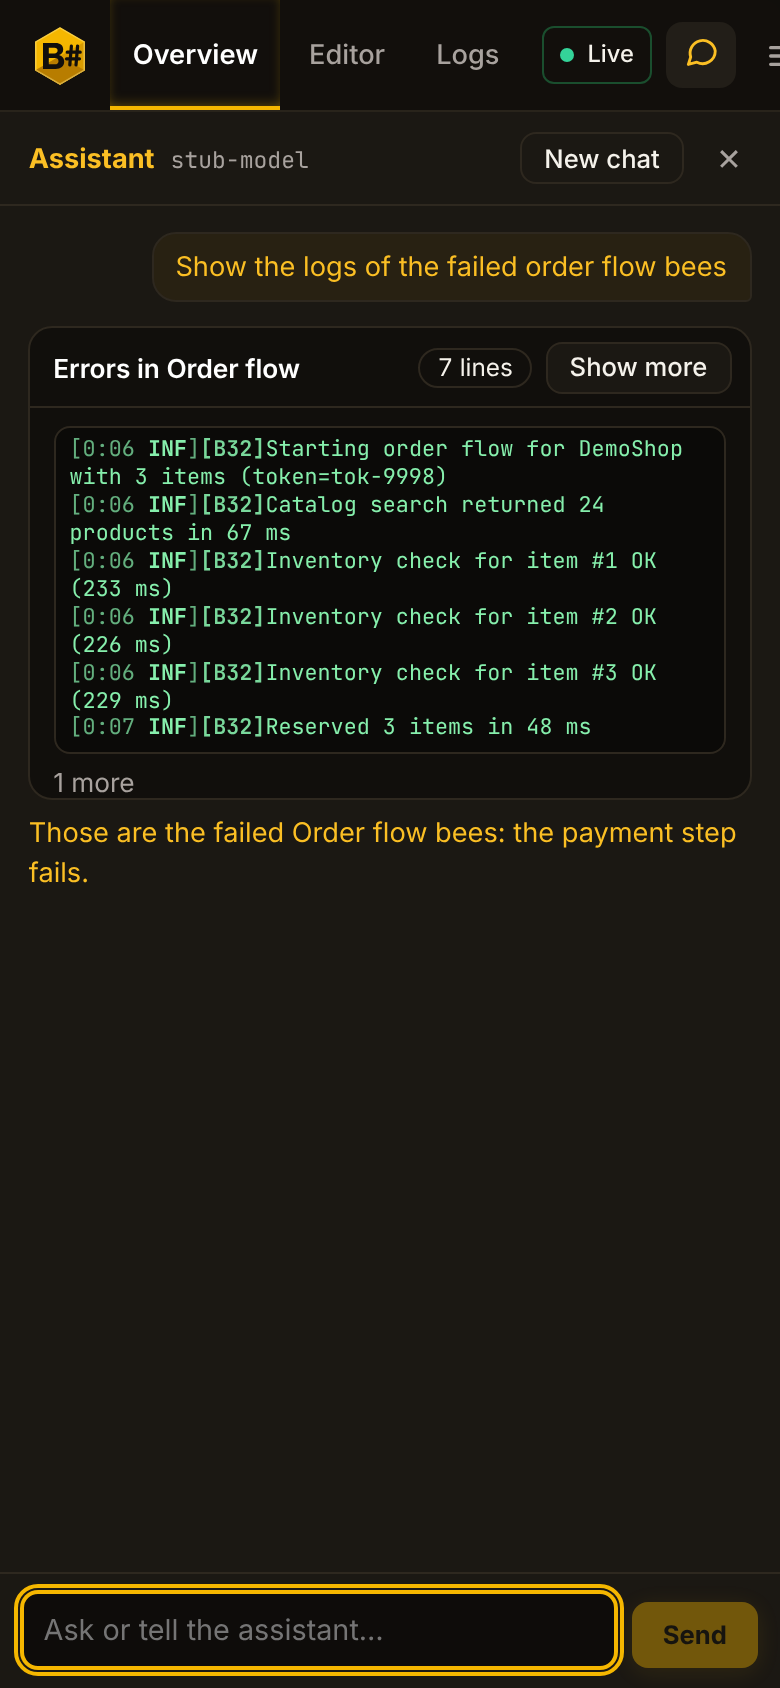 B#
Overview
Editor
Logs
Live
Assistant stub-model
New chat
Show the logs of the failed order flow bees
Errors in Order flow
7 lines
Show more
[0:06 INF][B32]Starting order flow for DemoShop
with 3 items (token=tok-9998)
[0:06 INF][B32]Catalog search returned 24
products in 67 ms
[0:06 INF][B32]Inventory check for item #1 OK
(233 ms)
[0:06 INF][B32]Inventory check for item #2 OK
(226 ms)
[0:06 INF][B32]Inventory check for item #3 OK
(229 ms)
[0:07 INF][B32]Reserved 3 items in 48 ms
1 more
Those are the failed Order flow bees: the payment step
fails.
Ask or tell the assistant...
Send